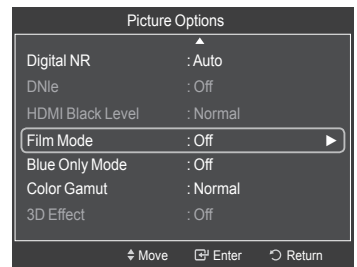 Picture Options
Digital NR : Auto
DNIe : Off
HDMI Black Level : Normal
Film Mode : Off
Blue Only Mode : Off
Color Gamut : Normal
3D Effect : Off
Move Enter Return